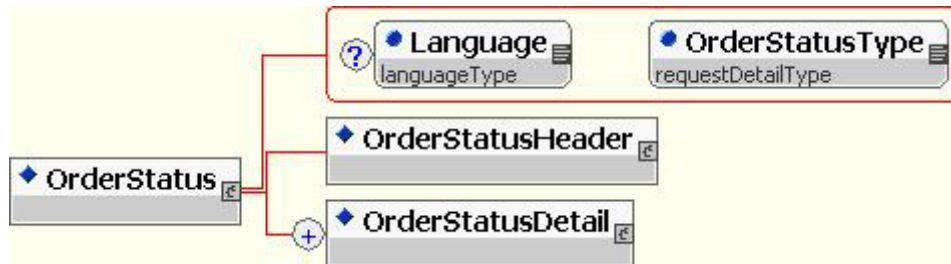 ? Language OrderStatusType
languageType requestDetailType
OrderStatusHeader
OrderStatus
+ OrderStatusDetail